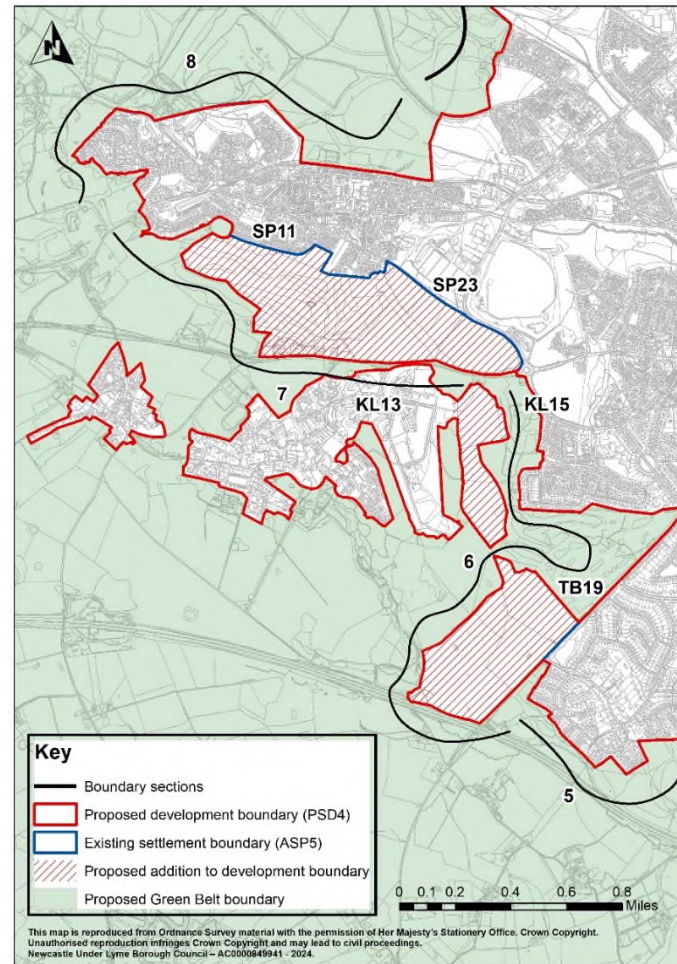 N
8
SP11
SP23
7
KL13
KL15
6
TB19
5
Key
Boundary sections
Proposed development boundary (PSD4)
Existing settlement boundary (ASP5)
Proposed addition to development boundary
Proposed Green Belt boundary
0 0.1 0.2 0.4 0.6 0.8
Miles
This map is reproduced from Ordnance Survey material with the permission of Her Majesty's Stationery Office. Crown Copyright.
Unauthorised reproduction infringes Crown Copyright and may lead to civil proceedings.
Newcastle Under Lyme Borough Council – AC0000849941 - 2024.